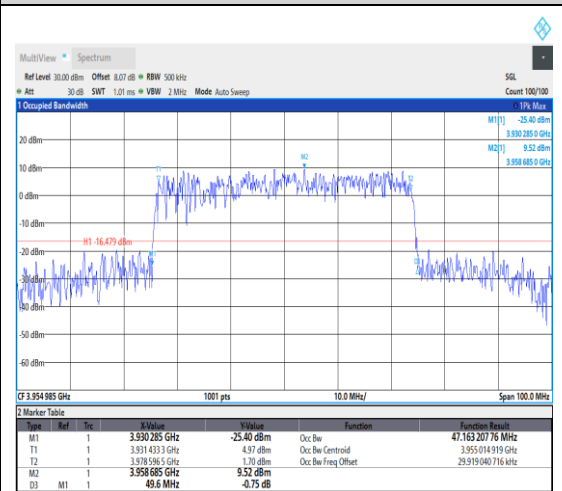 MultiView Spectrum
Ref Level 30.00 dBm Offset 8.07 dB RBW 500 kHz SGL
Att 30 dB SWT 1.01 ms VBW 2 MHz Mode Auto Sweep Count 100/100
1 Occupied Bandwidth 1Pk Max
M1[1] -25.40 dBm
3.930 285 0 GHz
M2[1] 9.52 dBm
3.958 685 0 GHz
20 dBm
10 dBm
0 dBm
-10 dBm
-20 dBm
-30 dBm
-40 dBm
-50 dBm
-60 dBm
T1
M2
T2
H1 -16.479 dBm
CF 3.954 985 GHz 1001 pts 10.0 MHz/ Span 100.0 MHz
2 Marker Table
Type Ref Trc X-Value Y-Value Function Function Result
M1 1 3.930 285 GHz -25.40 dBm Occ Bw 47.163 207 76 MHz
T1 1 3.931 433 3 GHz 4.97 dBm Occ Bw Centroid 3.955 014 919 GHz
T2 1 3.978 596 5 GHz 1.70 dBm Occ Bw Freq Offset 29.919 040 716 kHz
M2 1 3.958 685 GHz 9.52 dBm
D3 M1 1 49.6 MHz -0.75 dB